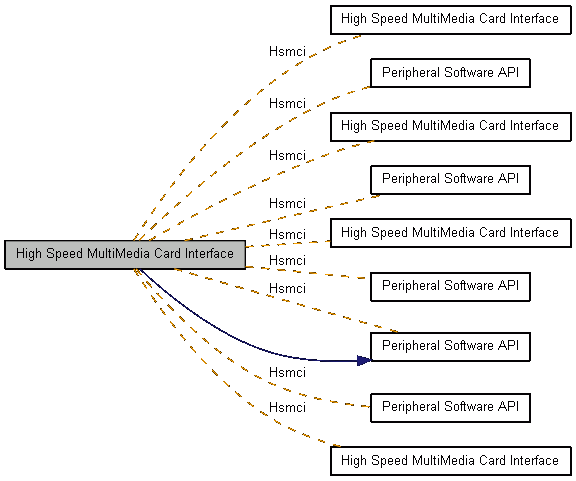 High Speed MultiMedia Card Interface
Hsmci
Peripheral Software API
Hsmci
High Speed MultiMedia Card Interface
Hsmci
Peripheral Software API
Hsmci
High Speed MultiMedia Card Interface
Hsmci
High Speed MultiMedia Card Interface
Hsmci
Peripheral Software API
Hsmci
Peripheral Software API
Hsmci
Peripheral Software API
Hsmci
High Speed MultiMedia Card Interface